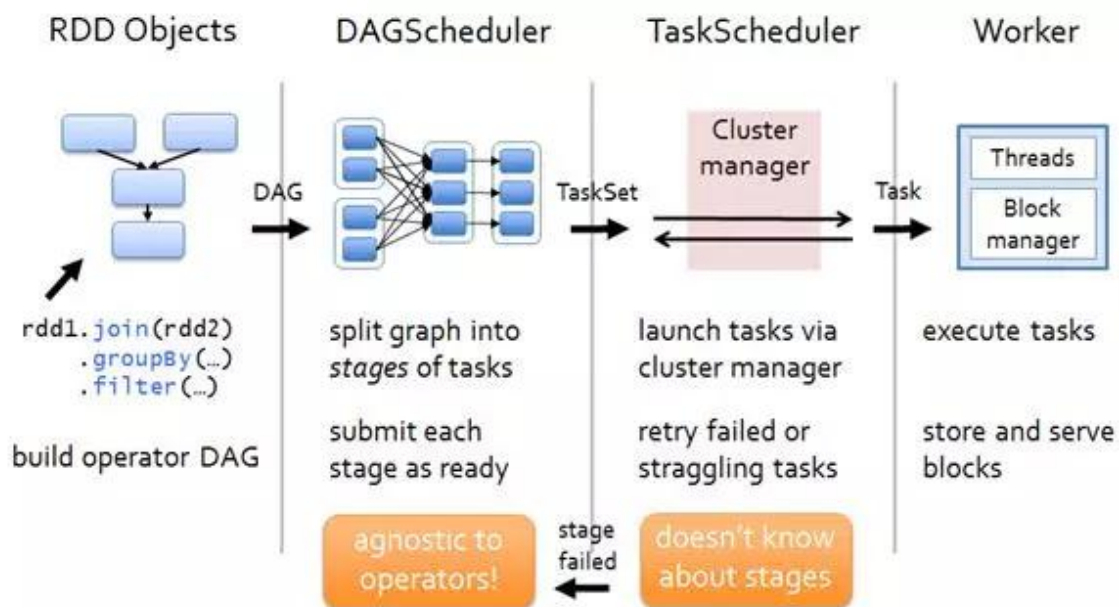 RDD Objects
DAGScheduler
TaskScheduler
Worker
DAG
TaskSet
Cluster
manager
Task
Threads
Block
manager
rdd1.join(rdd2)
.groupBy(…)
.filter(…)
build operator DAG
split graph into
stages of tasks
submit each
stage as ready
launch tasks via
cluster manager
retry failed or
straggling tasks
execute tasks
store and serve
blocks
agnostic to
operators!
stage
failed
doesn't know
about stages